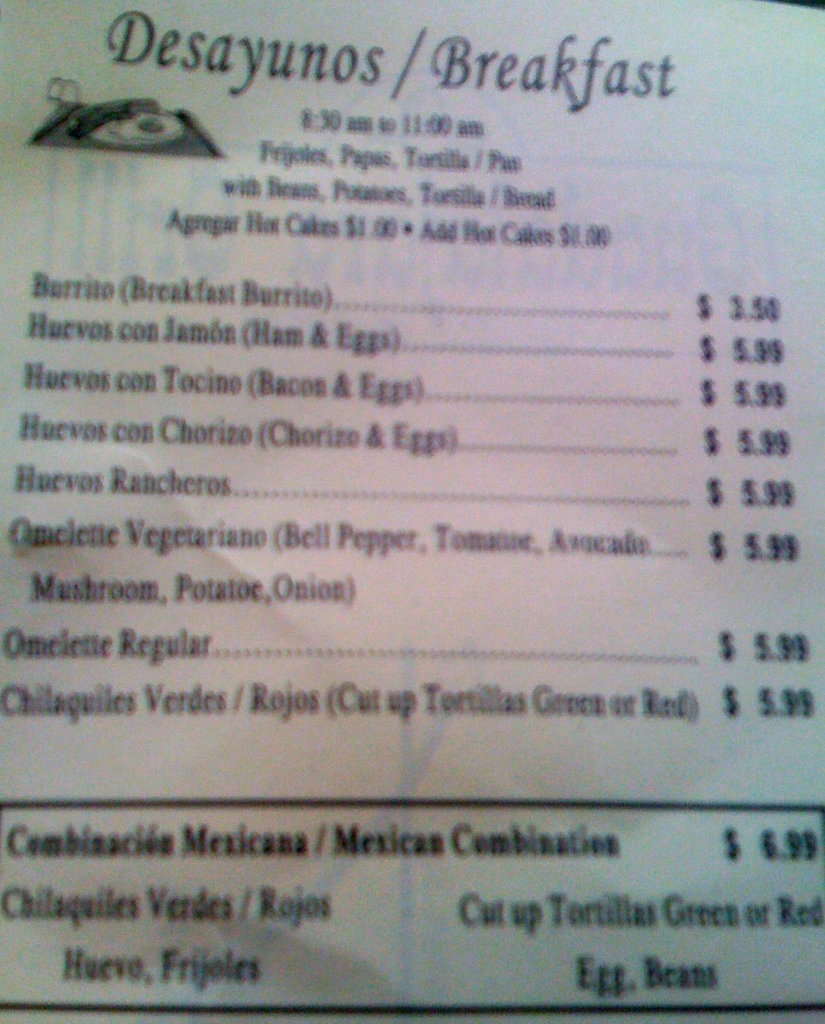 Desayunos / Breakfast
8:30 am to 11:00 am
Frijoles, Papas, Tortilla / Pan
with Beans, Potatoes, Tortilla / Bread
Agregar Hot Cakes $1.00 • Add Hot Cakes $1.00
Burrito (Breakfast Burrito)........................................ $ 3.50
Huevos con Jamón (Ham & Eggs)................................ $ 5.99
Huevos con Tocino (Bacon & Eggs)............................. $ 5.99
Huevos con Chorizo (Chorizo & Eggs)......................... $ 5.99
Huevos Rancheros..................................................... $ 5.99
Omelette Vegetariano (Bell Pepper, Tomatoe, Avocado..... $ 5.99
Mushroom, Potatoe,Onion)
Omelette Regular....................................................... $ 5.99
Chilaquiles Verdes / Rojos (Cut up Tortillas Green or Red) $ 5.99
Combinación Mexicana / Mexican Combination $ 6.99
Chilaquiles Verdes / Rojos Cut up Tortillas Green or Red
Huevo, Frijoles Egg, Beans